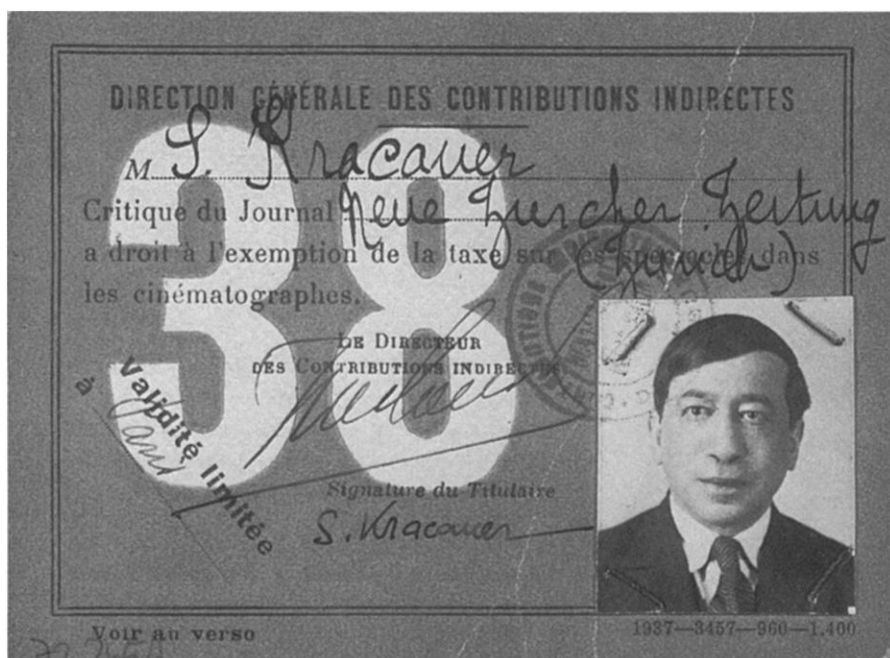 DIRECTION GÉNÉRALE DES CONTRIBUTIONS INDIRECTES
38
M S. Kracauer
Critique du Journal Neue Zürcher Zeitung
a droit à l'exemption de la taxe sur les spectacles dans
(Zürich)
les cinématographes.
LE DIRECTEUR
DES CONTRIBUTIONS INDIRECTES
Validité limitée
à Paris
Signature du Titulaire
S. Kracauer
Voir au verso
1937—3457—960—1.400